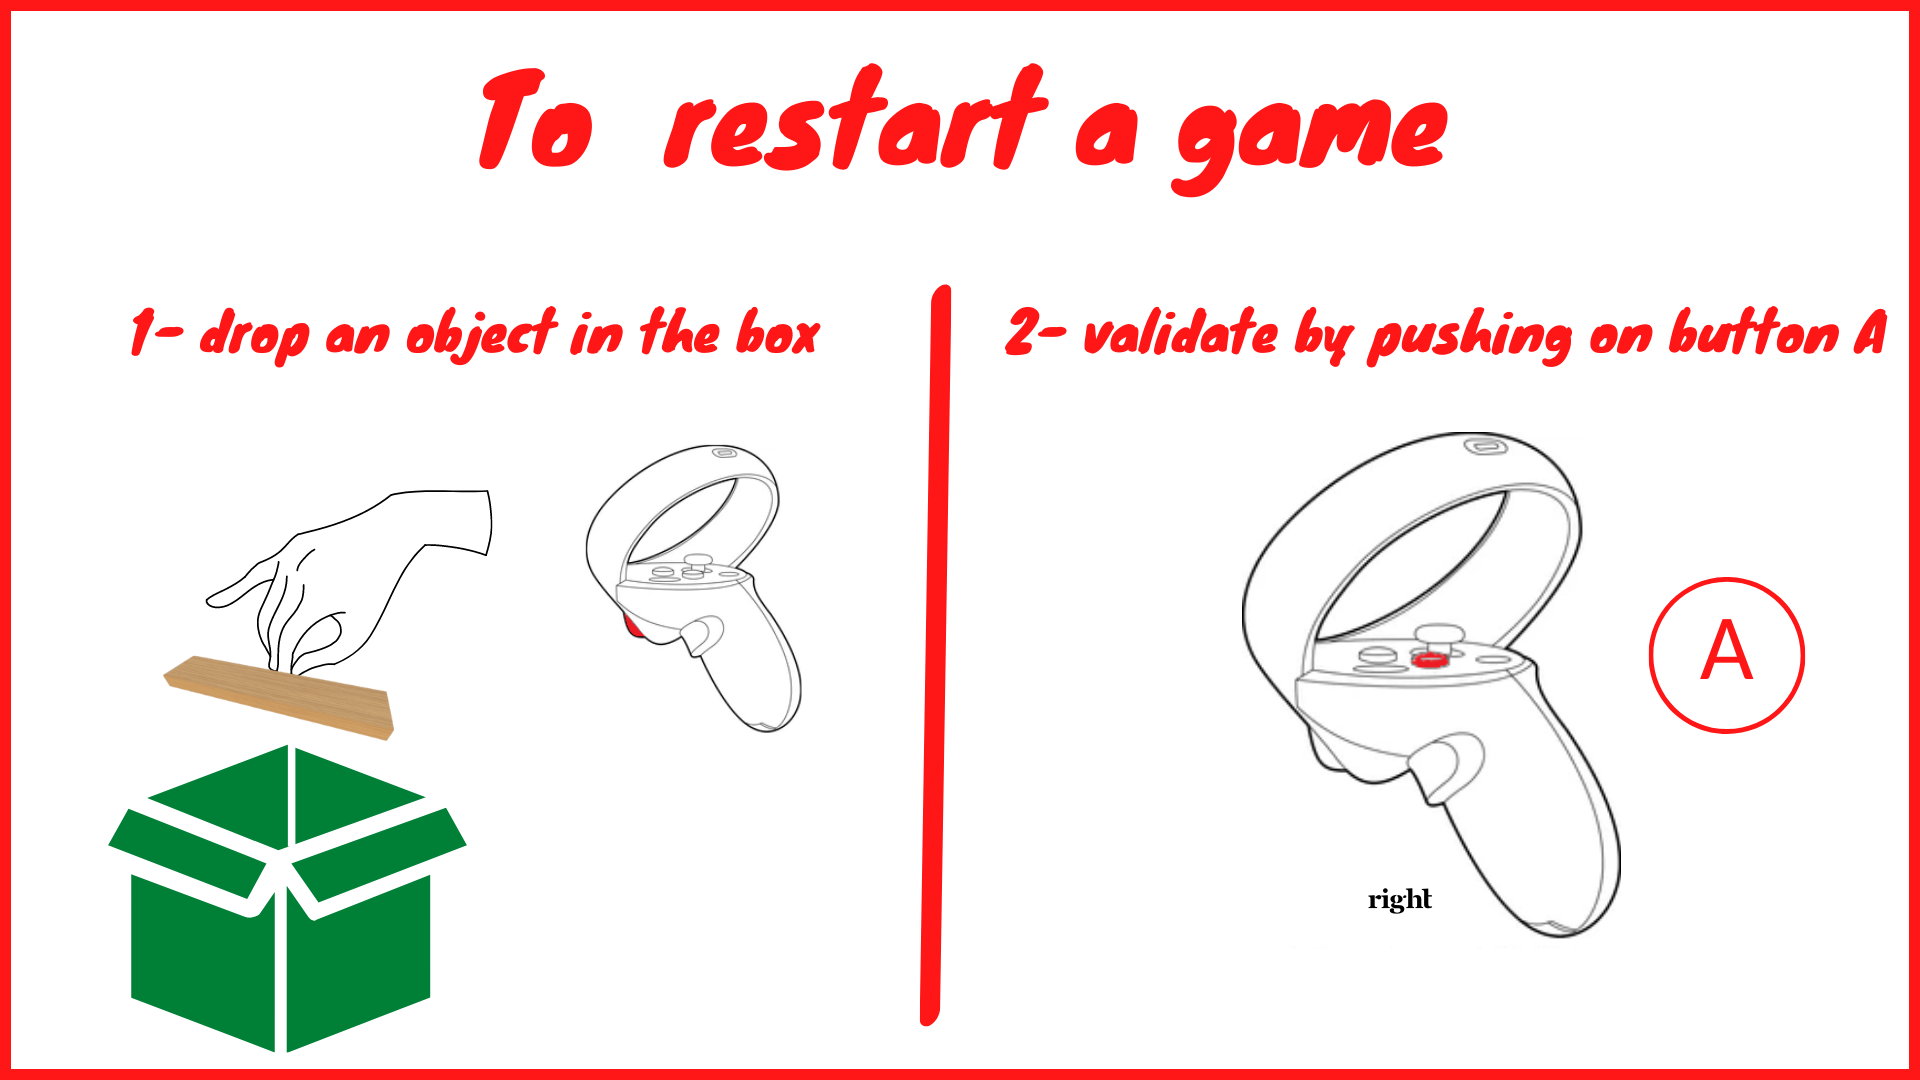 To restart a game
1- drop an object in the box
2- validate by pushing on button A
A
right